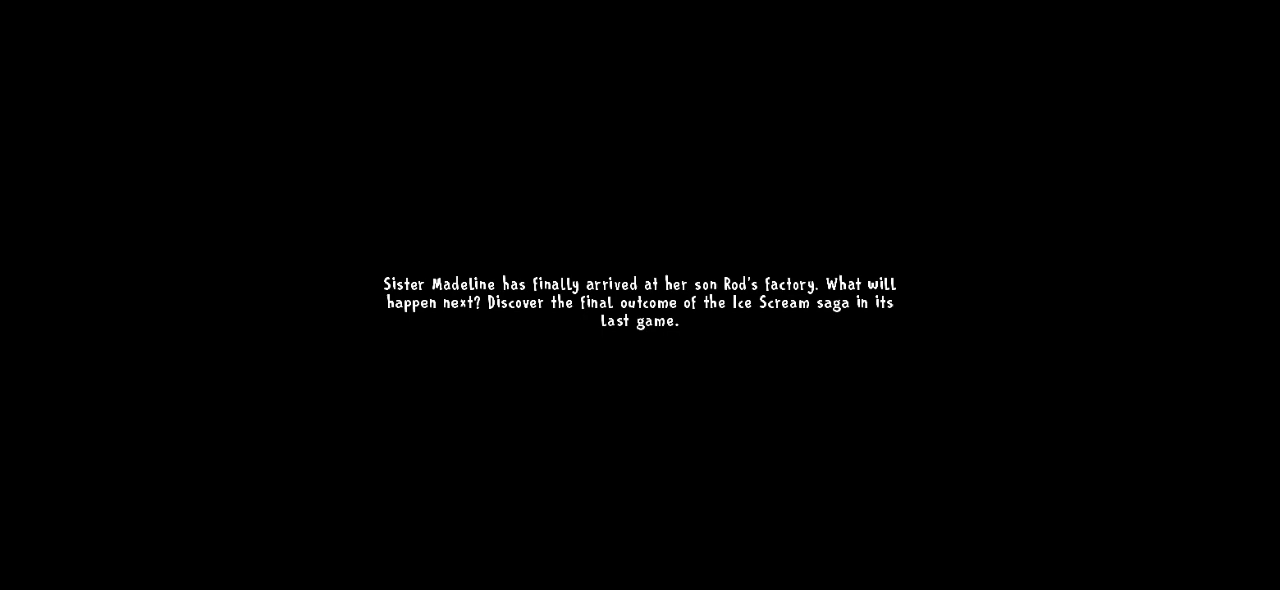 Sister Madeline has finally arrived at her son Rod's factory. What will
happen next? Discover the final outcome of the Ice Scream saga in its
last game.